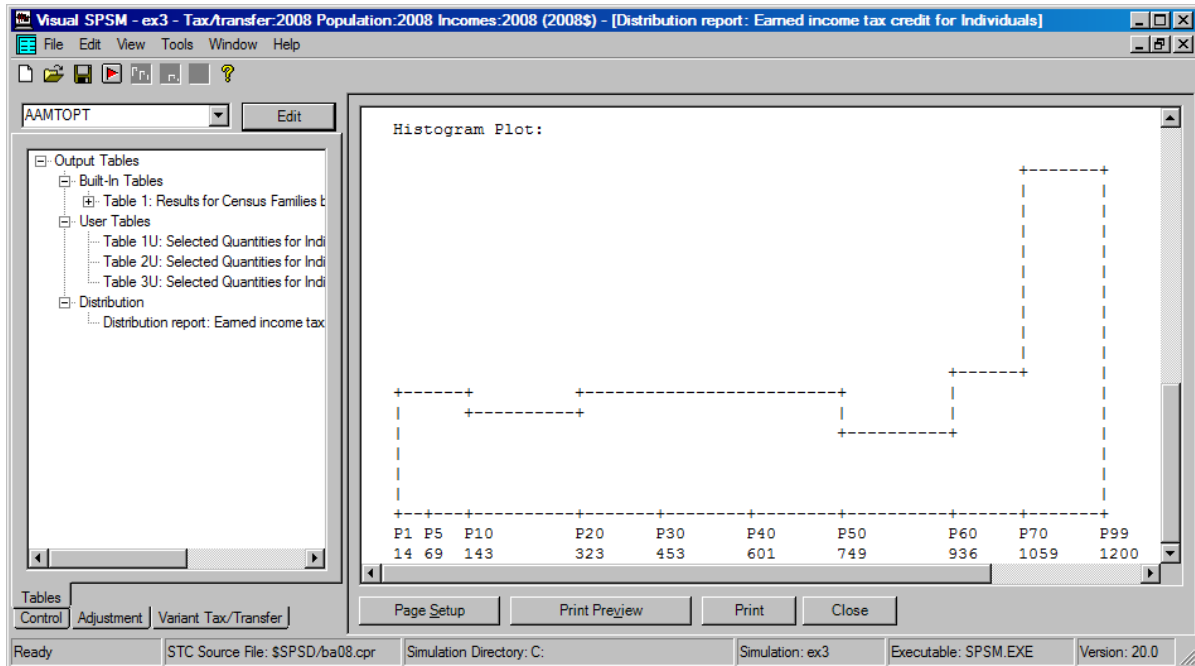 Visual SPSM - ex3 - Tax/transfer:2008 Population:2008 Incomes:2008 (2008$) - [Distribution report: Earned income tax credit for Individuals]
File Edit View Tools Window Help
AAMTOPT
Edit
Output Tables
Built-In Tables
Table 1: Results for Census Families b
User Tables
Table 1U: Selected Quantities for Indi
Table 2U: Selected Quantities for Indi
Table 3U: Selected Quantities for Indi
Distribution
Distribution report: Earned income tax
Tables
Control Adjustment Variant Tax/Transfer
Histogram Plot:
P1 P5 P10 P20 P30 P40 P50 P60 P70 P99
14 69 143 323 453 601 749 936 1059 1200
Page Setup Print Preview Print Close
Ready STC Source File: $SPSD/ba08.cpr Simulation Directory: C: Simulation: ex3 Executable: SPSM.EXE Version: 20.0